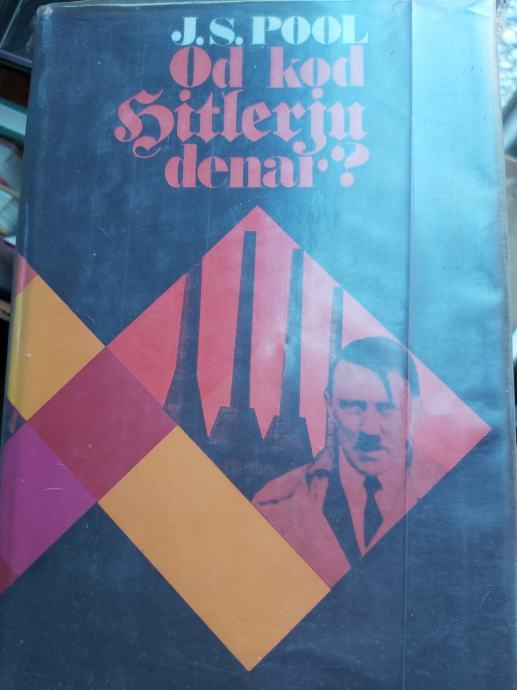 J.S. POOL
Od kod
Hitlerju
denar?